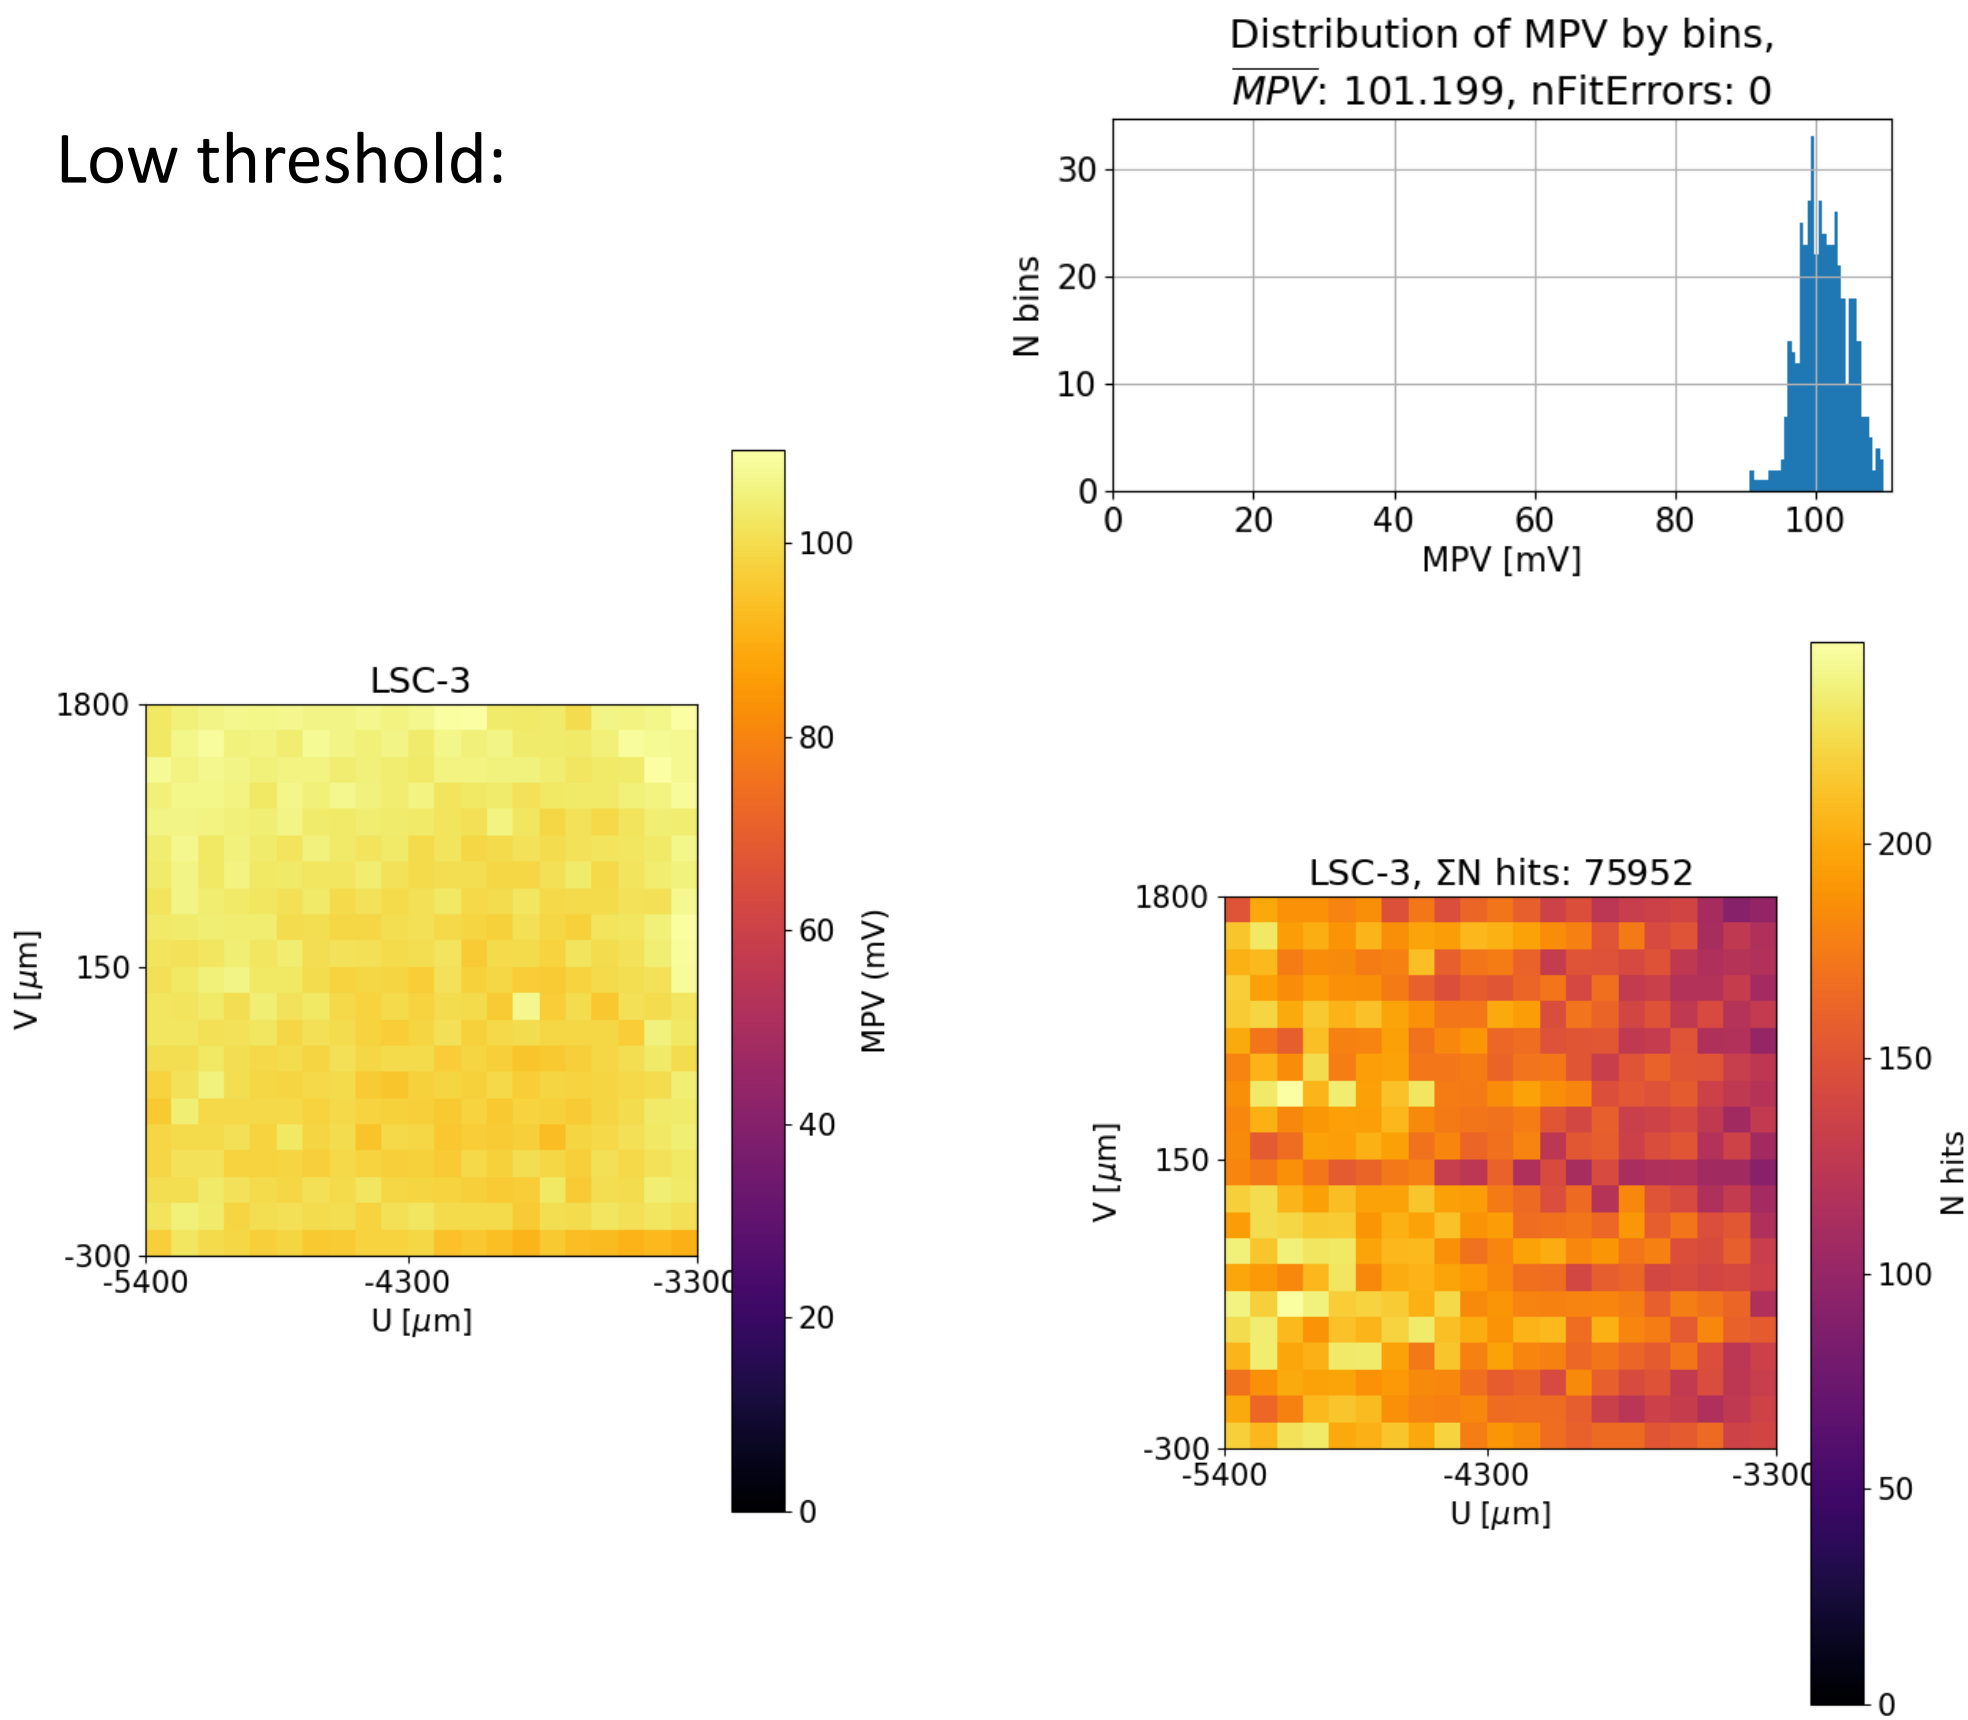 Low threshold:
Distribution of MPV by bins,
MPV: 101.199, nFitErrors: 0
30
20
10
0
N bins
0 20 40 60 80 100
MPV [mV]
LSC-3
1800
150
-300
V [μm]
-5400 -4300 -3300
U [μm]
100
80
60
40
20
0
MPV (mV)
LSC-3, ΣN hits: 75952
1800
150
-300
V [μm]
-5400 -4300 -3300
U [μm]
200
150
100
50
0
N hits